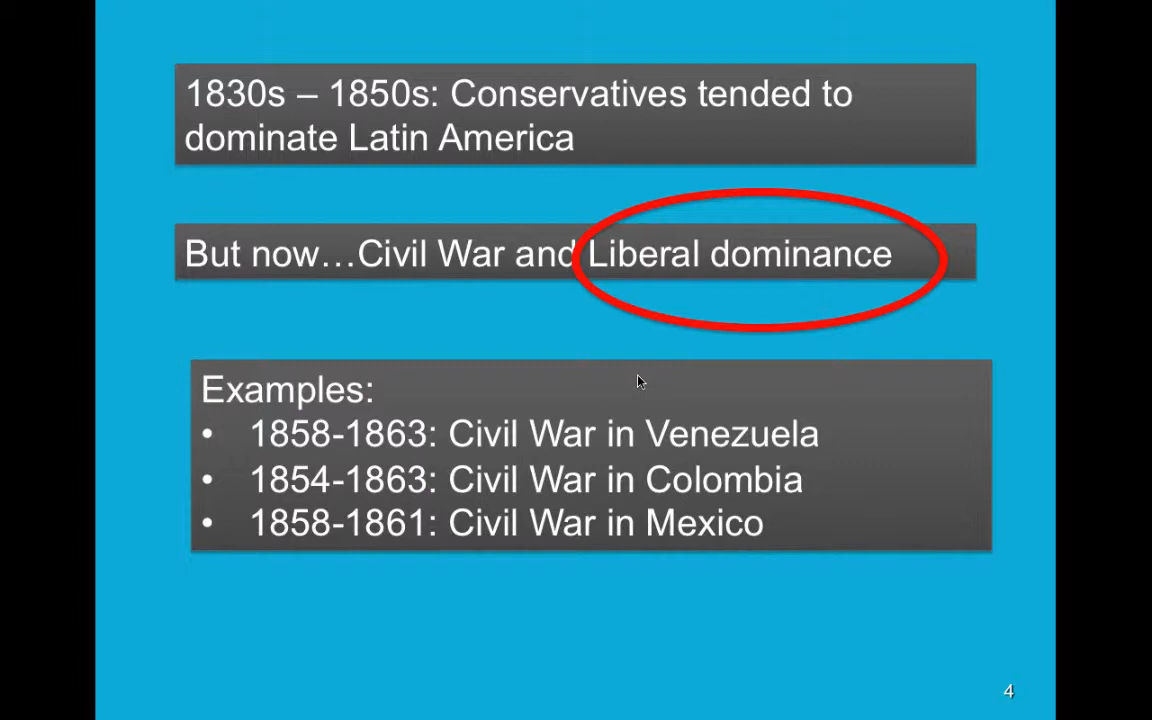 1830s – 1850s: Conservatives tended to
dominate Latin America
But now…Civil War and Liberal dominance
Examples:
• 1858-1863: Civil War in Venezuela
• 1854-1863: Civil War in Colombia
• 1858-1861: Civil War in Mexico
4